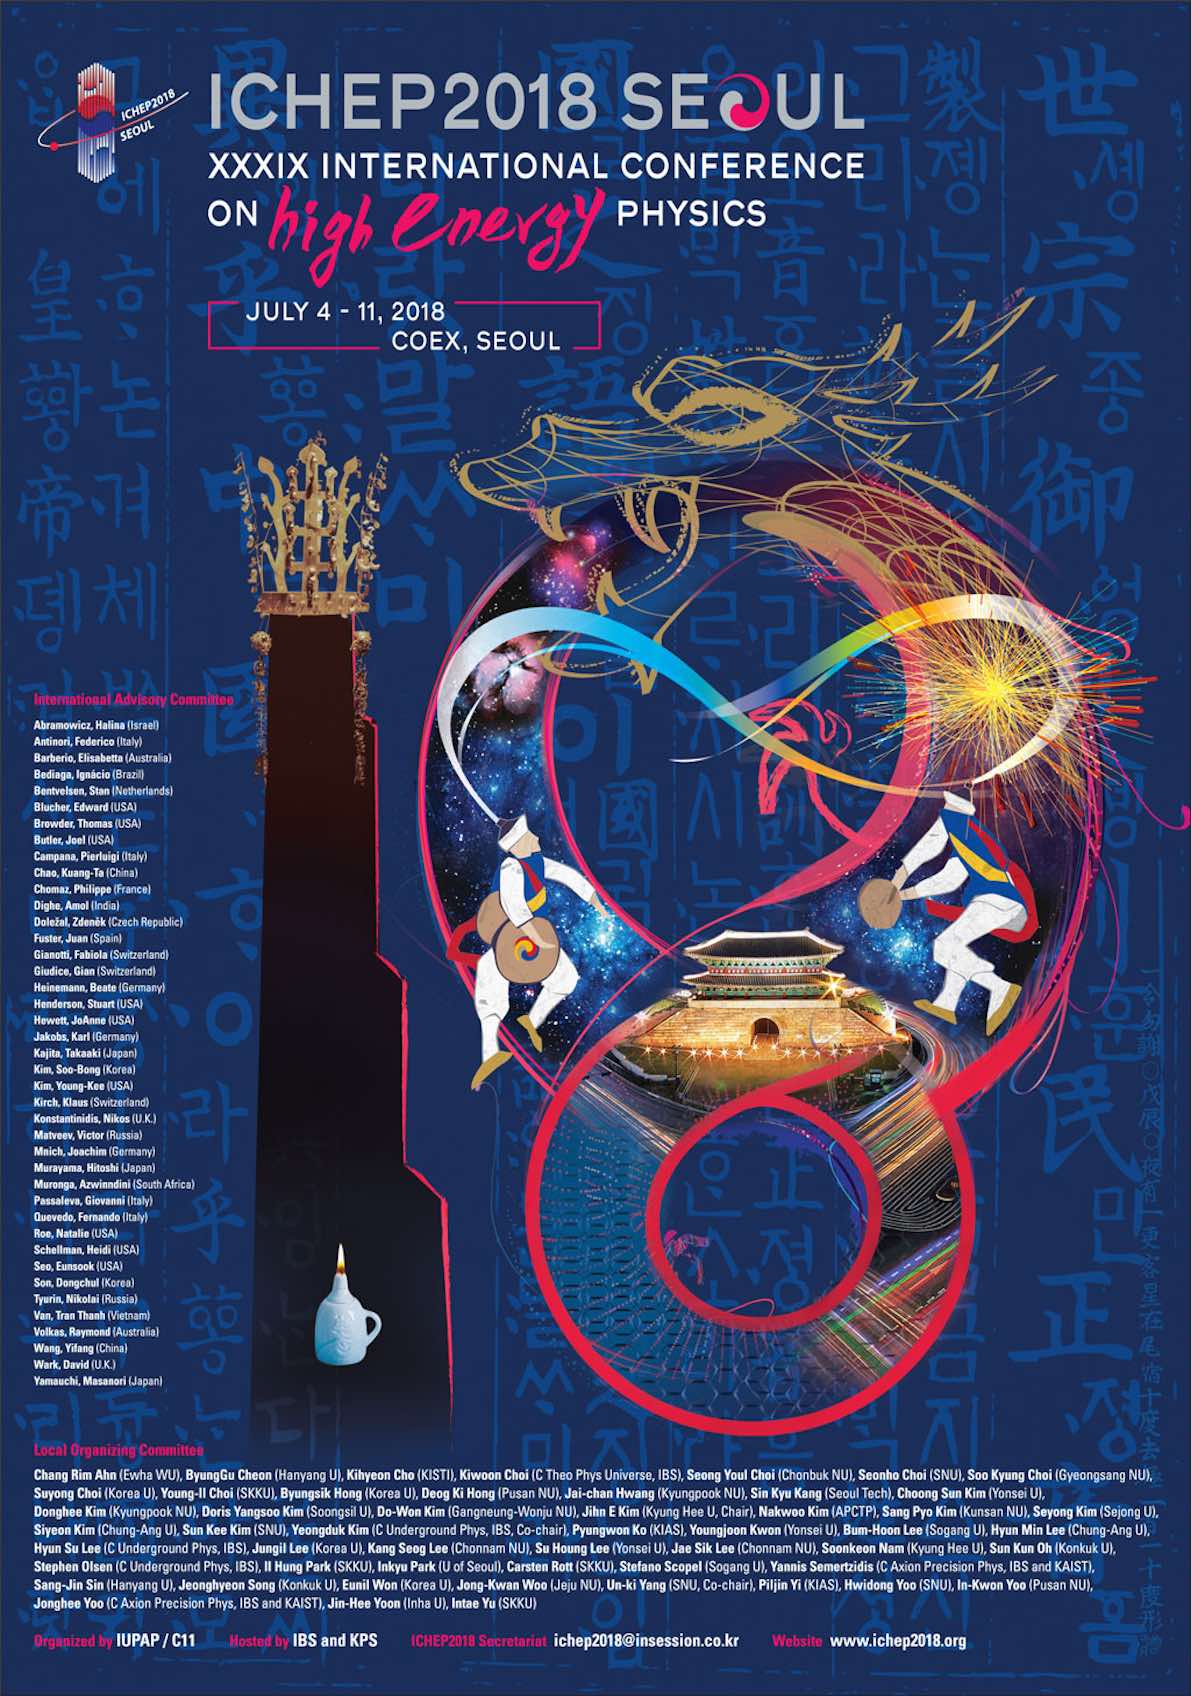 ICHEP2018
SEOUL
ICHEP2018 SEOUL
XXXIX INTERNATIONAL CONFERENCE
ON high energy PHYSICS
JULY 4 - 11, 2018
COEX, SEOUL
International Advisory Committee
Abramowicz, Halina (Israel)
Antinori, Federico (Italy)
Barberio, Elisabetta (Australia)
Bediaga, Ignácio (Brazil)
Bentvelsen, Stan (Netherlands)
Blucher, Edward (USA)
Browder, Thomas (USA)
Butler, Joel (USA)
Campana, Pierluigi (Italy)
Chao, Kuang-Ta (China)
Chomaz, Philippe (France)
Dighe, Amol (India)
Doležal, Zdeněk (Czech Republic)
Fuster, Juan (Spain)
Gianotti, Fabiola (Switzerland)
Giudice, Gian (Switzerland)
Heinemann, Beate (Germany)
Henderson, Stuart (USA)
Hewett, JoAnne (USA)
Jakobs, Karl (Germany)
Kajita, Takaaki (Japan)
Kim, Soo-Bong (Korea)
Kim, Young-Kee (USA)
Kirch, Klaus (Switzerland)
Konstantinidis, Nikos (U.K.)
Matveev, Victor (Russia)
Mnich, Joachim (Germany)
Murayama, Hitoshi (Japan)
Muronga, Azwinndini (South Africa)
Passaleva, Giovanni (Italy)
Quevedo, Fernando (Italy)
Roe, Natalie (USA)
Schellman, Heidi (USA)
Seo, Eunsook (USA)
Son, Dongchul (Korea)
Tyurin, Nikolai (Russia)
Van, Tran Thanh (Vietnam)
Volkas, Raymond (Australia)
Wang, Yifang (China)
Wark, David (U.K.)
Yamauchi, Masanori (Japan)
Local Organizing Committee
Chang Rim Ahn (Ewha WU), ByungGu Cheon (Hanyang U), Kihyeon Cho (KISTI), Kiwoon Choi (C Theo Phys Universe, IBS), Seong Youl Choi (Chonbuk NU), Seonho Choi (SNU), Soo Kyung Choi (Gyeongsang NU),
Suyong Choi (Korea U), Young-Il Choi (SKKU), Byungsik Hong (Korea U), Deog Ki Hong (Pusan NU), Jai-chan Hwang (Kyungpook NU), Sin Kyu Kang (Seoul Tech), Choong Sun Kim (Yonsei U),
Donghee Kim (Kyungpook NU), Doris Yangsoo Kim (Soongsil U), Do-Won Kim (Gangneung-Wonju NU), Jihn E Kim (Kyung Hee U, Chair), Nakwoo Kim (APCTP), Sang Pyo Kim (Kunsan NU), Seyong Kim (Sejong U),
Siyeon Kim (Chung-Ang U), Sun Kee Kim (SNU), Yeongduk Kim (C Underground Phys, IBS, Co-chair), Pyungwon Ko (KIAS), Youngjoon Kwon (Yonsei U), Bum-Hoon Lee (Sogang U), Hyun Min Lee (Chung-Ang U),
Hyun Su Lee (C Underground Phys, IBS), Jungil Lee (Korea U), Kang Seog Lee (Chonnam NU), Su Houng Lee (Yonsei U), Jae Sik Lee (Chonnam NU), Soonkeon Nam (Kyung Hee U), Sun Kun Oh (Konkuk U),
Stephen Olsen (C Underground Phys, IBS), Il Hung Park (SKKU), Inkyu Park (U of Seoul), Carsten Rott (SKKU), Stefano Scopel (Sogang U), Yannis Semertzidis (C Axion Precision Phys, IBS and KAIST),
Sang-Jin Sin (Hanyang U), Jeonghyeon Song (Konkuk U), Eunil Won (Korea U), Jong-Kwan Woo (Jeju NU), Un-ki Yang (SNU, Co-chair), Piljin Yi (KIAS), Hwidong Yoo (SNU), In-Kwon Yoo (Pusan NU),
Jonghee Yoo (C Axion Precision Phys, IBS and KAIST), Jin-Hee Yoon (Inha U), Intae Yu (SKKU)
Organized by IUPAP / C11 Hosted by IBS and KPS ICHEP2018 Secretariat ichep2018@insession.co.kr Website www.ichep2018.org